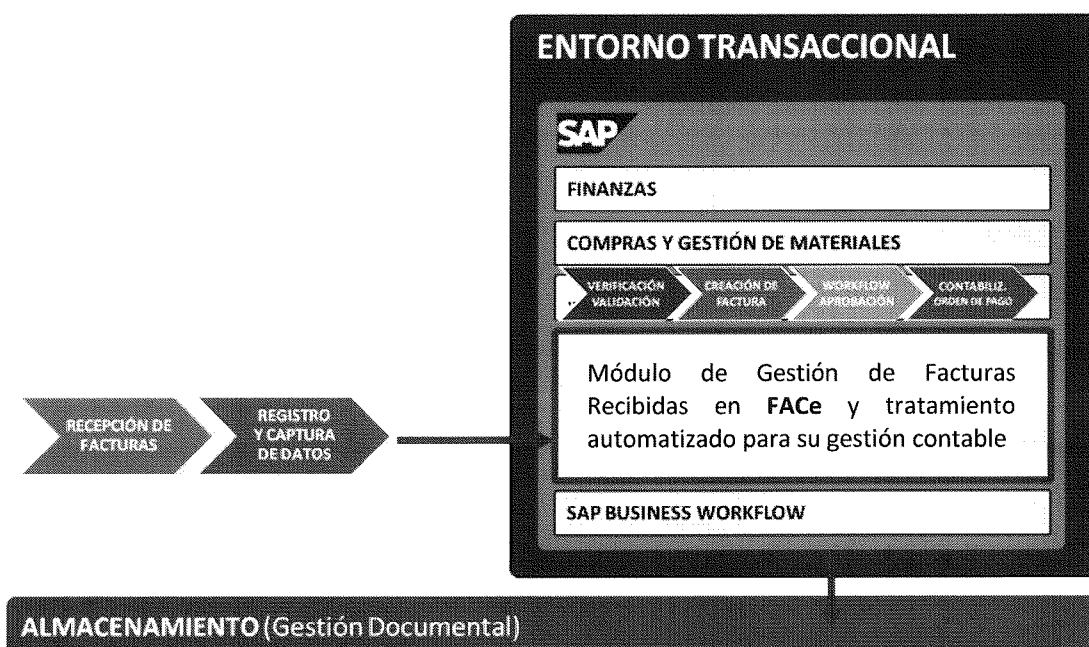 ENTORNO TRANSACCIONAL
SAP
FINANZAS
COMPRAS Y GESTIÓN DE MATERIALES
...
VERIFICACIÓN
VALIDACIÓN
CREACIÓN DE
FACTURA
WORKFLOW
APROBACIÓN
CONTABILIZ.
ORDEN DE PAGO
Módulo de Gestión de Facturas
Recibidas en FACe y tratamiento
automatizado para su gestión contable
RECEPCIÓN DE
FACTURAS
REGISTRO
Y CAPTURA
DE DATOS
SAP BUSINESS WORKFLOW
ALMACENAMIENTO (Gestión Documental)